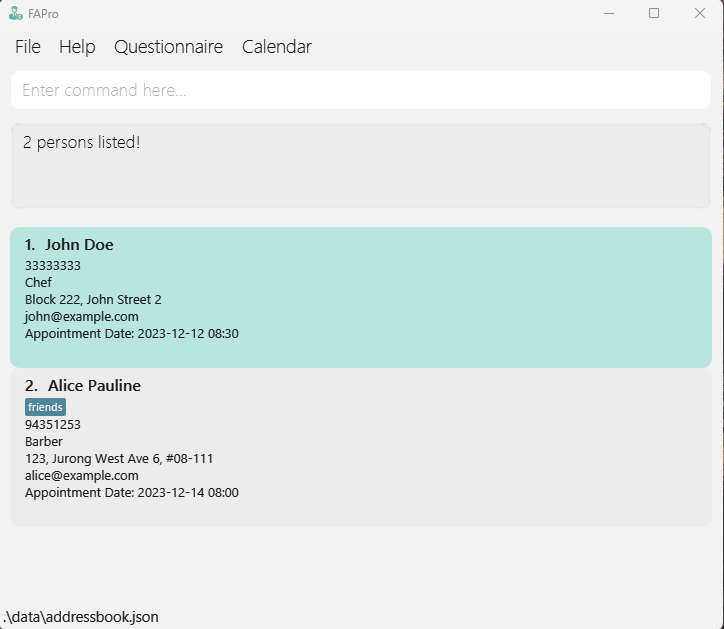 FAPro
File Help Questionnaire Calendar
Enter command here...
2 persons listed!
1. John Doe
33333333
Chef
Block 222, John Street 2
john@example.com
Appointment Date: 2023-12-12 08:30
2. Alice Pauline
friends
94351253
Barber
123, Jurong West Ave 6, #08-111
alice@example.com
Appointment Date: 2023-12-14 08:00
.\data\addressbook.json